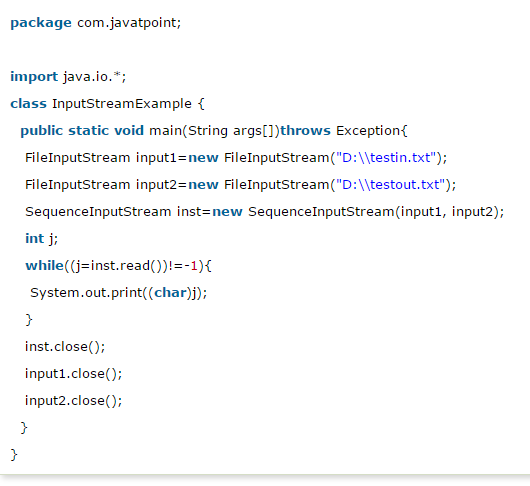 package com.javatpoint;
import java.io.*;
class InputStreamExample {
public static void main(String args[])throws Exception{
FileInputStream input1=new FileInputStream("D:\\testin.txt");
FileInputStream input2=new FileInputStream("D:\\testout.txt");
SequenceInputStream inst=new SequenceInputStream(input1, input2);
int j;
while((j=inst.read())!=-1){
System.out.print((char)j);
}
inst.close();
input1.close();
input2.close();
}
}